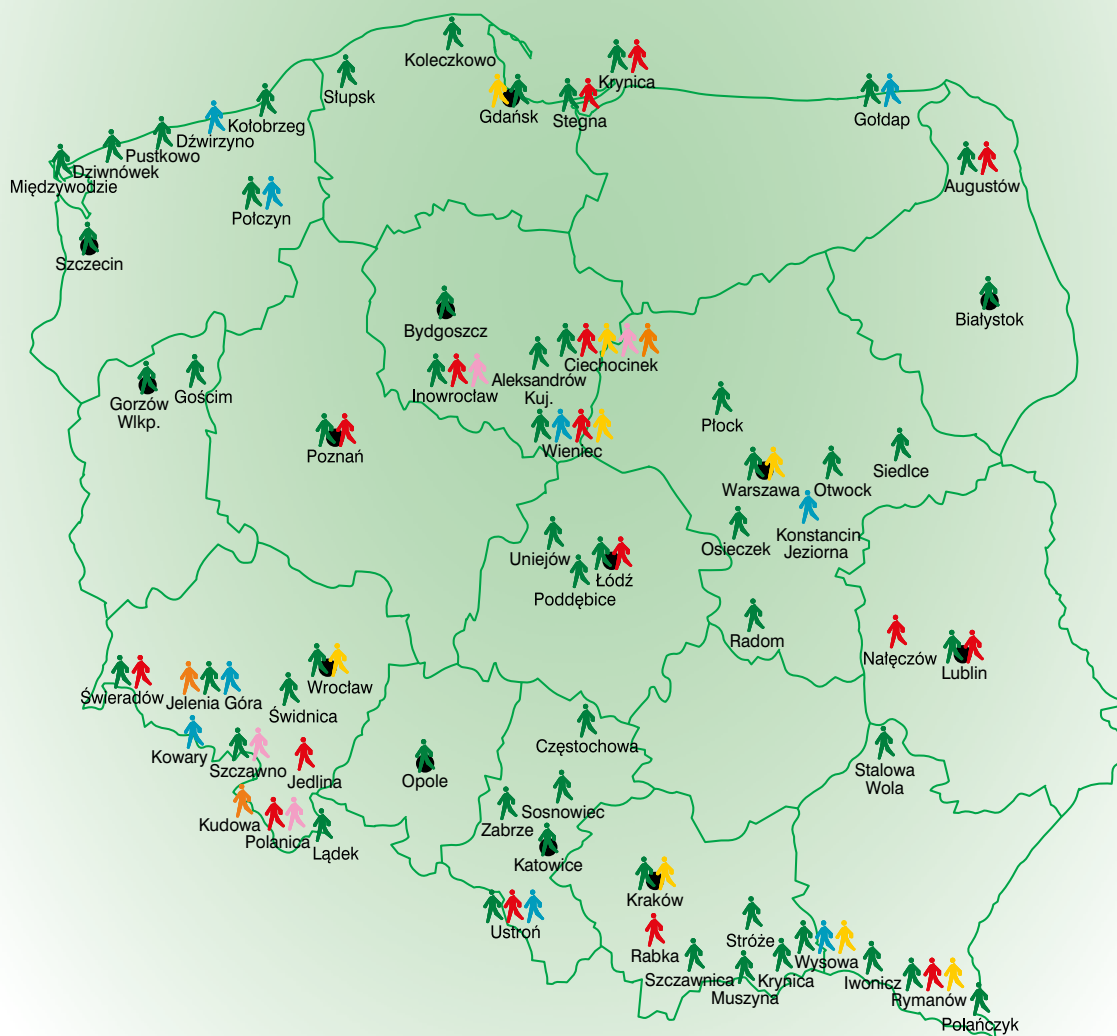 Koleczkowo
Krynica
Słupsk
Gdańsk
Stegna
Gołdap
Kołobrzeg
Dźwirzyno
Pustkowo
Dziwnówek
Międzywodzie
Augustów
Połczyn
Szczecin
Białystok
Bydgoszcz
Ciechocinek
Aleksandrów
Kuj.
Inowrocław
Gościm
Gorzów
Wlkp.
Płock
Poznań
Wieniec
Siedlce
Warszawa
Otwock
Konstancin
Jeziorna
Osieczek
Uniejów
Łódź
Poddębice
Radom
Nałęczów
Lublin
Wrocław
Świeradów
Jelenia Góra
Świdnica
Kowary
Szczawno
Jedlina
Częstochowa
Stalowa
Wola
Opole
Sosnowiec
Zabrze
Kudowa
Polanica
Lądek
Katowice
Kraków
Ustroń
Rabka
Stróże
Szczawnica
Muszyna
Krynica
Wysowa
Iwonicz
Rymanów
Polańczyk